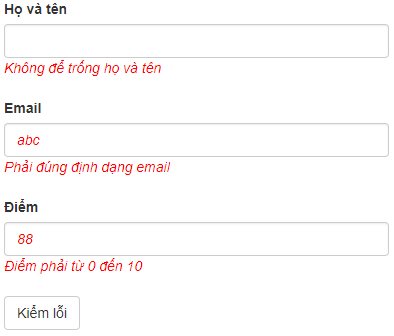 Họ và tên
Không để trống họ và tên
Email
abc
Phải đúng định dạng email
Điểm
88
Điểm phải từ 0 đến 10
Kiểm lỗi